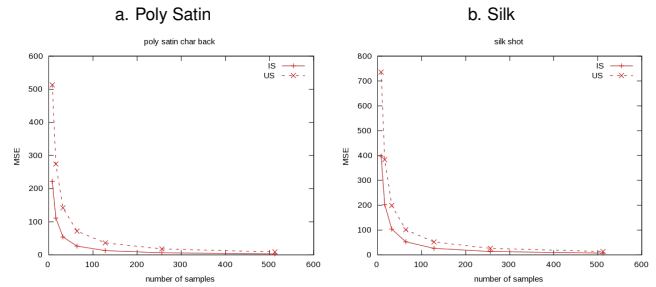 a. Poly Satin
poly satin char back
IS
US
MSE
600
500
400
300
200
100
0
0 100 200 300 400 500 600
number of samples
b. Silk
silk shot
IS
US
MSE
800
700
600
500
400
300
200
100
0
0 100 200 300 400 500 600
number of samples